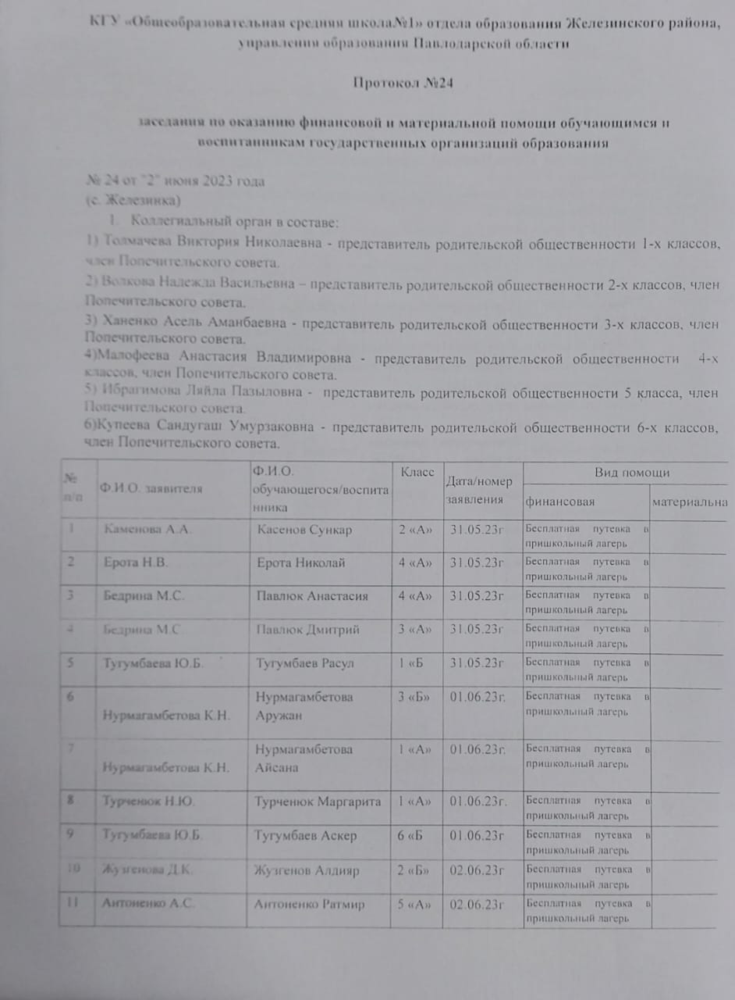 КГУ «Общеобразовательная средняя школа№1» отдела образования Железинского района,
управления образования Павлодарской области
Протокол №24
заседания по оказанию финансовой и материальной помощи обучающимся и
воспитанникам государственных организаций образования
№ 24 от "2" июня 2023 года
(с. Железинка)
1. Коллегиальный орган в составе:
1) Толмачева Виктория Николаевна - представитель родительской общественности 1-х классов,
член Попечительского совета.
2) Волкова Надежда Васильевна – представитель родительской общественности 2-х классов, член
Попечительского совета.
3) Ханенко Асель Аманбаевна - представитель родительской общественности 3-х классов, член
Попечительского совета.
4)Малофеева Анастасия Владимировна - представитель родительской общественности 4-х
классов, член Попечительского совета.
5) Ибрагимова Ляйла Пазыловна - представитель родительской общественности 5 класса, член
Попечительского совета.
6)Купеева Сандугаш Умурзаковна - представитель родительской общественности 6-х классов,
член Попечительского совета.
№ п/п Ф.И.О. заявителя Ф.И.О. обучающегося/воспитанника Класс Дата/номер заявления Вид помощи
финансовая материальна
1 Каменова А.А. Касенов Сункар 2 «А» 31.05.23г Бесплатная путевка в
пришкольный лагерь
2 Ерота Н.В. Ерота Николай 4 «А» 31.05.23г Бесплатная путевка в
пришкольный лагерь
3 Бедрина М.С. Павлюк Анастасия 4 «А» 31.05.23г Бесплатная путевка в
пришкольный лагерь
4 Бедрина М.С. Павлюк Дмитрий 3 «А» 31.05.23г Бесплатная путевка в
пришкольный лагерь
5 Тугумбаева Ю.Б. Тугумбаев Расул 1 «Б 31.05.23г Бесплатная путевка в
пришкольный лагерь
6 Нурмагамбетова К.Н. Нурмагамбетова Аружан 3 «Б» 01.06.23г. Бесплатная путевка в
пришкольный лагерь
7 Нурмагамбетова К.Н. Нурмагамбетова Айсана 1 «А» 01.06.23г. Бесплатная путевка в
пришкольный лагерь
8 Турченюк Н.Ю. Турченюк Маргарита 1 «А» 01.06.23г. Бесплатная путевка в
пришкольный лагерь
9 Тугумбаева Ю.Б. Тугумбаев Аскер 6 «Б 01.06.23г Бесплатная путевка в
пришкольный лагерь
10 Жузгенова Д.К. Жузгенов Алдияр 2 «Б» 02.06.23г Бесплатная путевка в
пришкольный лагерь
11 Антоненко А.С. Антоненко Ратмир 5 «А» 02.06.23г Бесплатная путевка в
пришкольный лагерь